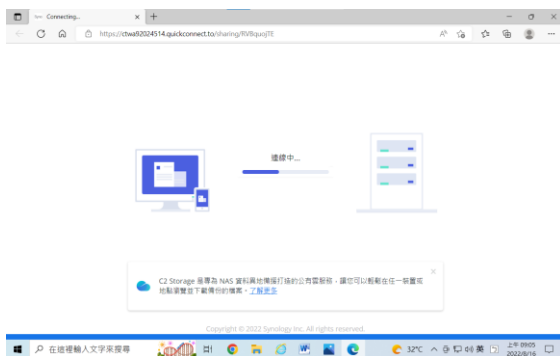 Connecting...
https://ctwa92024514.quickconnect.to/sharing/RVBquojTE
連線中...
C2 Storage 是專為 NAS 資料異地備援打造的公有雲服務，讓您可以輕鬆在任一裝置或
地點瀏覽並下載備份的檔案。了解更多
Copyright © 2022 Synology Inc. All rights reserved.
在這裡輸入文字來搜尋
32°C
英
上午 09:05
2022/8/16